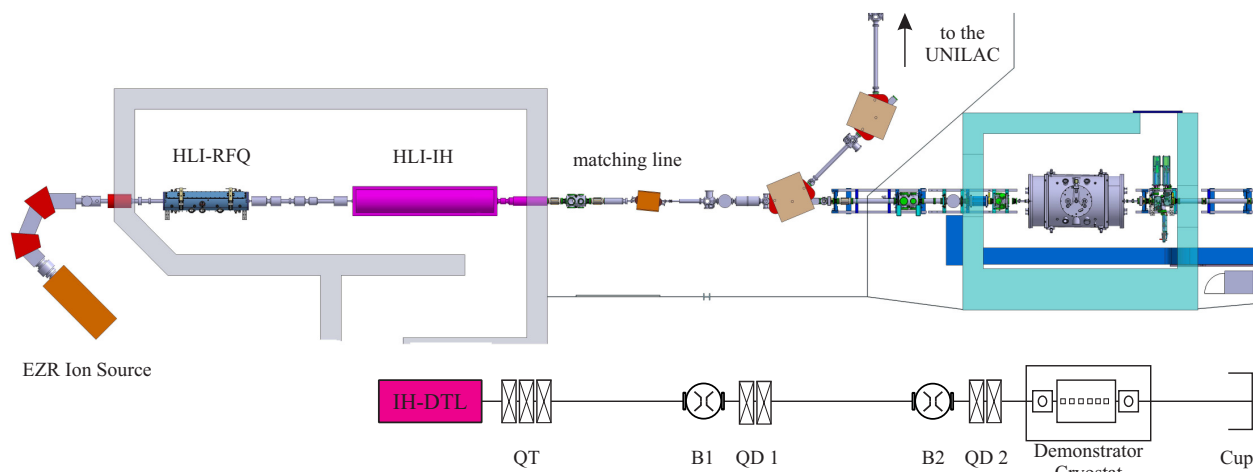 to the
UNILAC
HLI-RFQ
HLI-IH
matching line
EZR Ion Source
IH-DTL
QT
B1
QD 1
B2
QD 2
Demonstrator
Cryostat
Cup